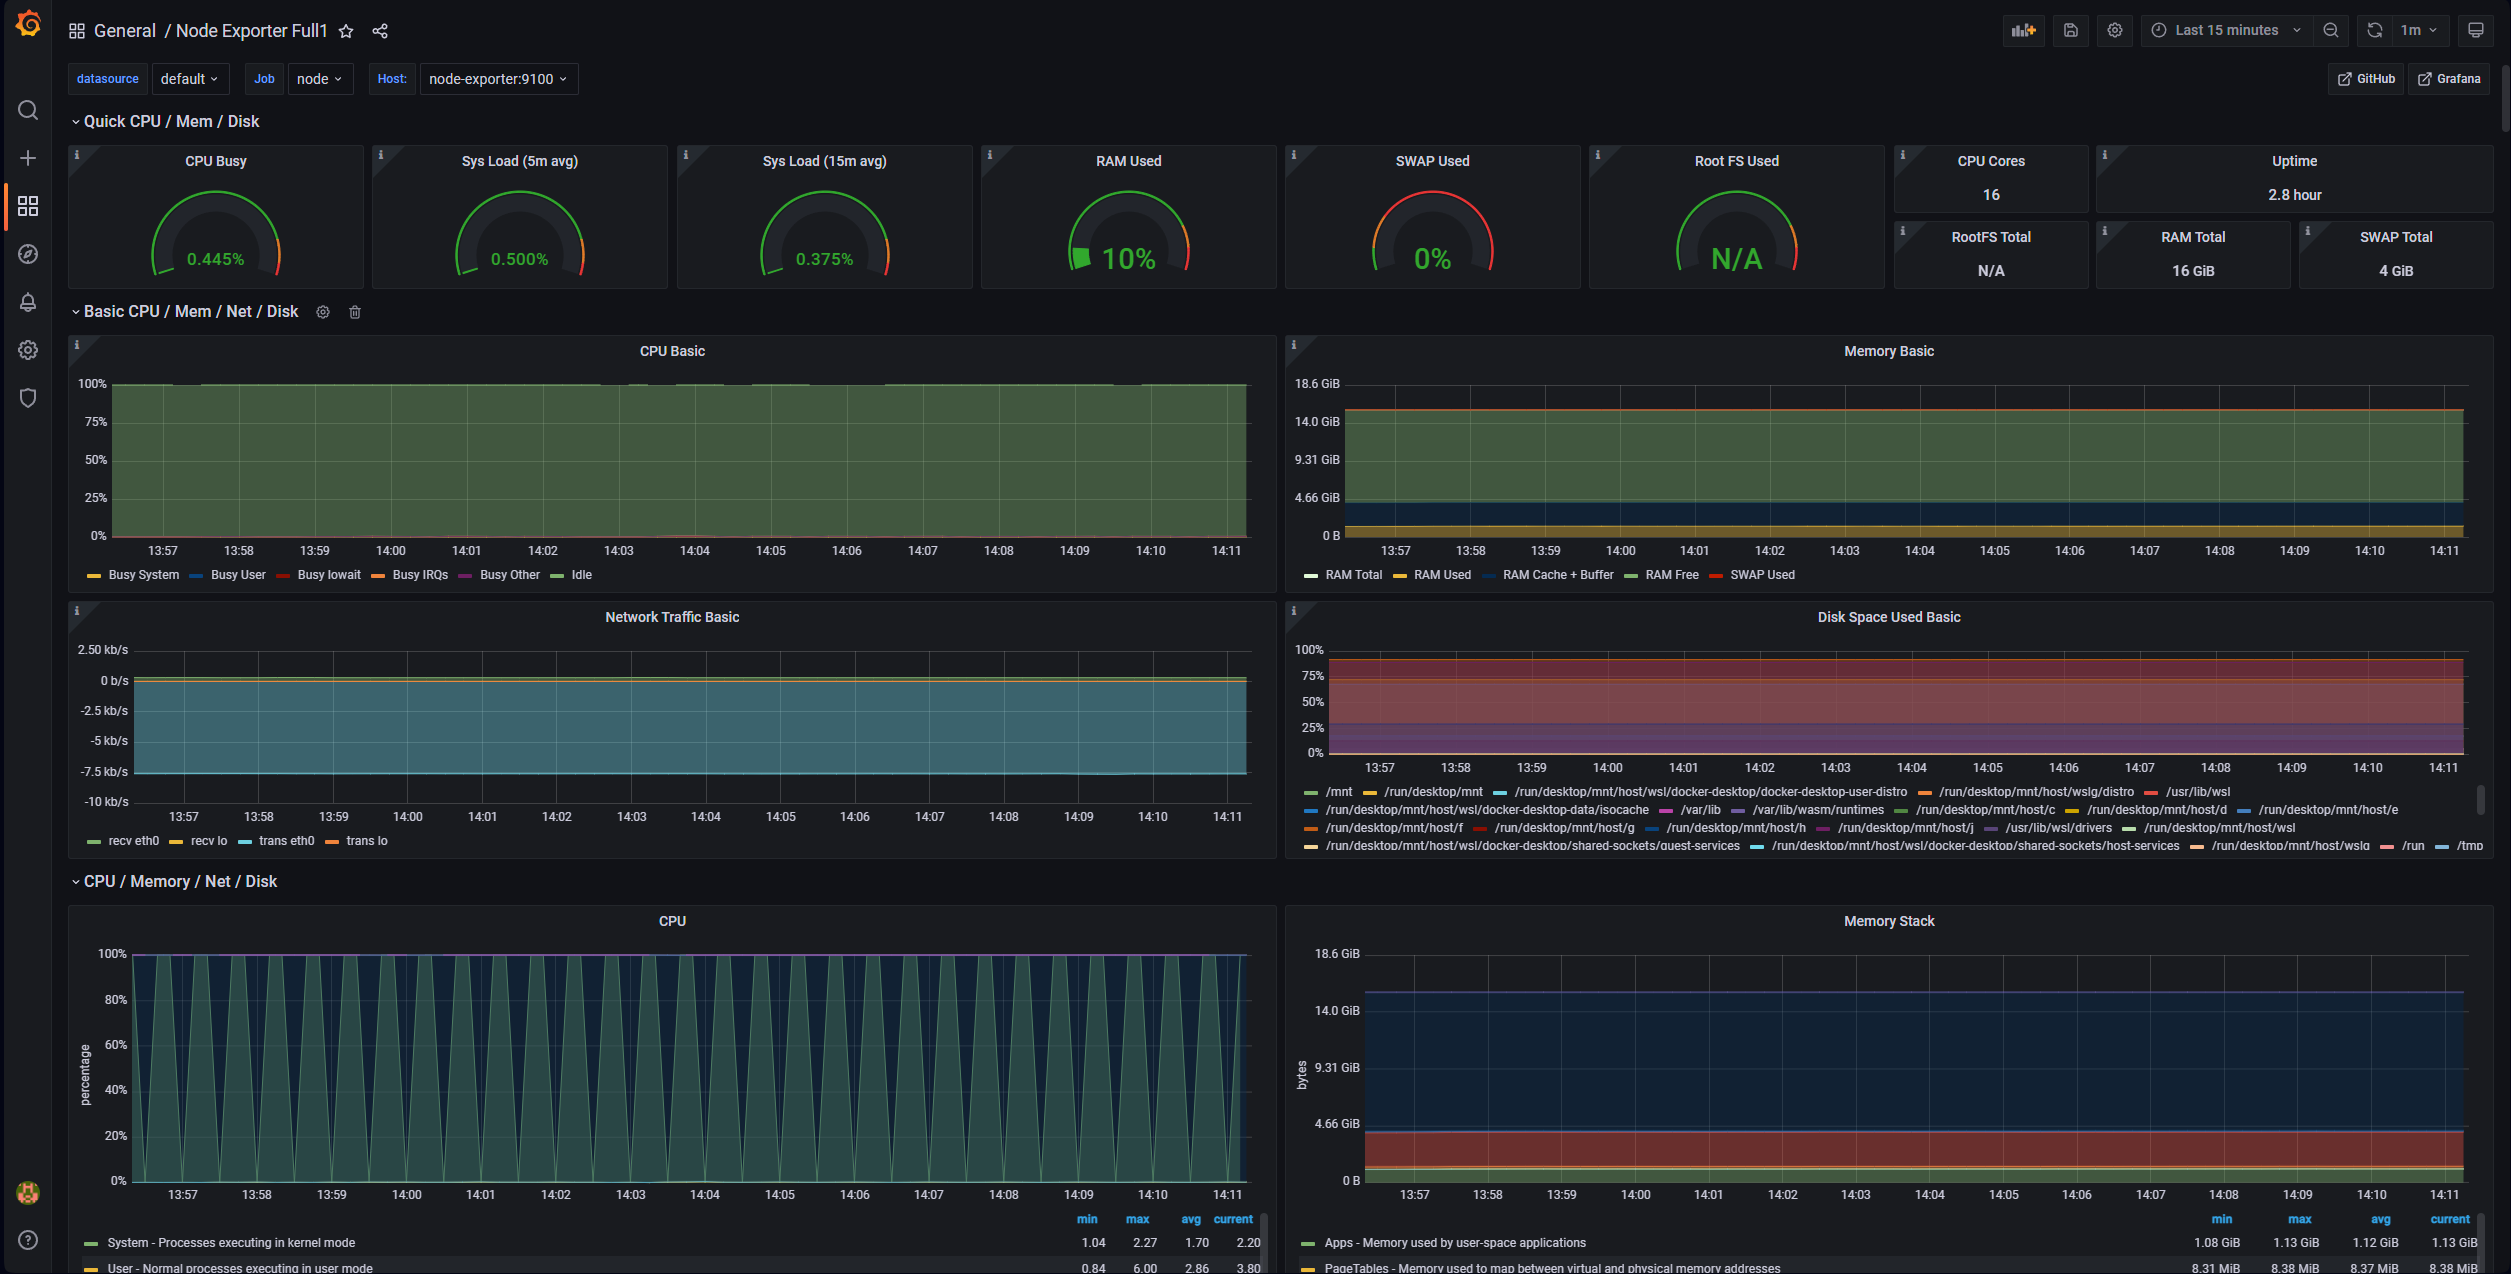 General / Node Exporter Full1
Last 15 minutes
1m
datasource default Job node Host: node-exporter:9100
GitHub Grafana
Quick CPU / Mem / Disk
CPU Busy
0.445%
Sys Load (5m avg)
0.500%
Sys Load (15m avg)
0.375%
RAM Used
10%
SWAP Used
0%
Root FS Used
N/A
CPU Cores
16
Uptime
2.8 hour
RootFS Total
N/A
RAM Total
16 GiB
SWAP Total
4 GiB
Basic CPU / Mem / Net / Disk
CPU Basic
100%
75%
50%
25%
0%
13:57 13:58 13:59 14:00 14:01 14:02 14:03 14:04 14:05 14:06 14:07 14:08 14:09 14:10 14:11
Busy System Busy User Busy Iowait Busy IRQs Busy Other Idle
Memory Basic
18.6 GiB
14.0 GiB
9.31 GiB
4.66 GiB
0 B
13:57 13:58 13:59 14:00 14:01 14:02 14:03 14:04 14:05 14:06 14:07 14:08 14:09 14:10 14:11
RAM Total RAM Used RAM Cache + Buffer RAM Free SWAP Used
Network Traffic Basic
2.50 kb/s
0 b/s
-2.5 kb/s
-5 kb/s
-7.5 kb/s
-10 kb/s
13:57 13:58 13:59 14:00 14:01 14:02 14:03 14:04 14:05 14:06 14:07 14:08 14:09 14:10 14:11
recv eth0 recv lo trans eth0 trans lo
Disk Space Used Basic
100%
75%
50%
25%
0%
13:57 13:58 13:59 14:00 14:01 14:02 14:03 14:04 14:05 14:06 14:07 14:08 14:09 14:10 14:11
/mnt /run/desktop/mnt /run/desktop/mnt/host/wsl/docker-desktop/docker-desktop-user-distro /run/desktop/mnt/host/wslg/distro /usr/lib/wsl
/run/desktop/mnt/host/wsl/docker-desktop-data/isocache /var/lib /var/lib/wasm/runtimes /run/desktop/mnt/host/c /run/desktop/mnt/host/d /run/desktop/mnt/host/e
/run/desktop/mnt/host/f /run/desktop/mnt/host/g /run/desktop/mnt/host/h /run/desktop/mnt/host/j /usr/lib/wsl/drivers /run/desktop/mnt/host/wsl
/run/desktop/mnt/host/wsl/docker-desktop/shared-sockets/guest-services /run/desktop/mnt/host/wsl/docker-desktop/shared-sockets/host-services /run/desktop/mnt/host/wslg /run /tmp
CPU / Memory / Net / Disk
CPU
percentage
100%
80%
60%
40%
20%
0%
13:57 13:58 13:59 14:00 14:01 14:02 14:03 14:04 14:05 14:06 14:07 14:08 14:09 14:10 14:11
min max avg current
System - Processes executing in kernel mode 1.04 2.27 1.70 2.20
User - Normal processes executing in user mode 0.84 6.00 2.86 3.80
Memory Stack
bytes
18.6 GiB
14.0 GiB
9.31 GiB
4.66 GiB
0 B
13:57 13:58 13:59 14:00 14:01 14:02 14:03 14:04 14:05 14:06 14:07 14:08 14:09 14:10 14:11
min max avg current
Apps - Memory used by user-space applications 1.08 GiB 1.13 GiB 1.12 GiB 1.13 GiB
PageTables - Memory used to map between virtual and physical memory addresses 8.31 MiB 8.38 MiB 8.37 MiB 8.38 MiB